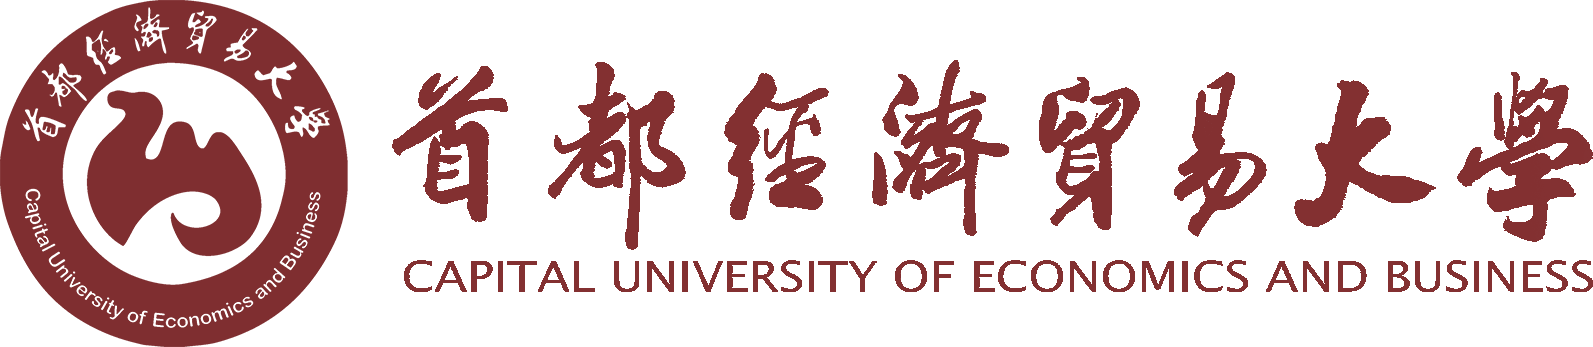 首都經濟貿易大學
Capital University of Economics and Business
首都經濟貿易大學
CAPITAL UNIVERSITY OF ECONOMICS AND BUSINESS